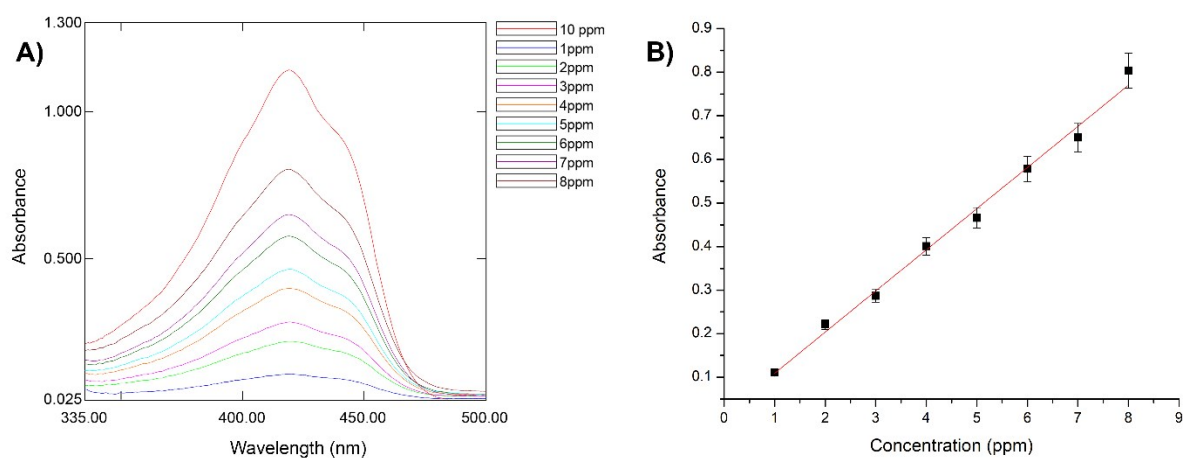 A)
1.300
1.000
0.500
0.025
335.00
400.00
450.00
500.00
Absorbance
Wavelength (nm)
10 ppm
1ppm
2ppm
3ppm
4ppm
5ppm
6ppm
7ppm
8ppm
B)
0.9
0.8
0.7
0.6
0.5
0.4
0.3
0.2
0.1
0
1
2
3
4
5
6
7
8
9
Absorbance
Concentration (ppm)